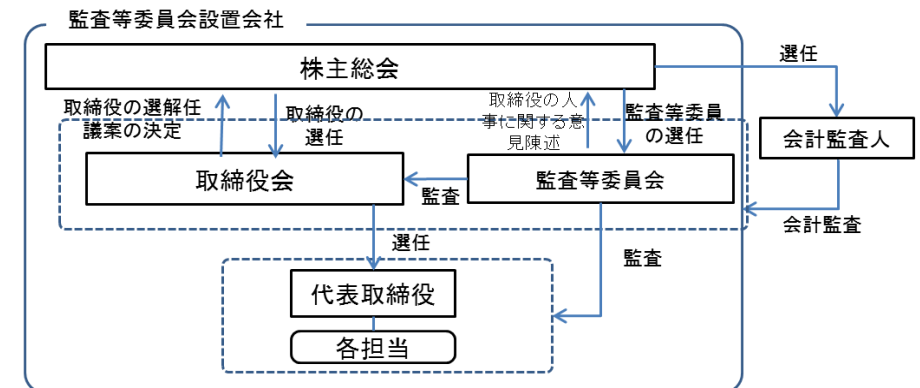 監査等委員会設置会社
株主総会
選任
取締役の選解任
議案の決定
取締役の
選任
取締役の人
事に関する意
見陳述
監査等委員
の選任
会計監査人
取締役会
監査
監査等委員会
会計監査
選任
監査
代表取締役
各担当